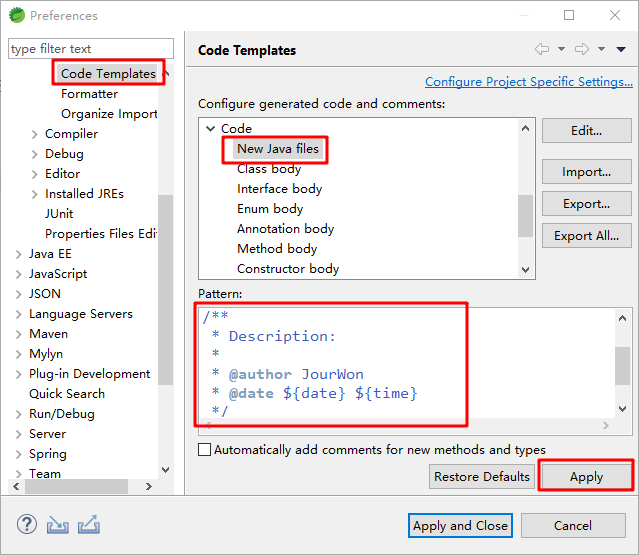 Preferences
type filter text
Code Templates
Formatter
Organize Import
Compiler
Debug
Editor
Installed JREs
JUnit
Properties Files Edi
Java EE
JavaScript
JSON
Language Servers
Maven
Mylyn
Plug-in Development
Quick Search
Run/Debug
Server
Spring
Team
Code Templates
Configure Project Specific Settings...
Configure generated code and comments:
Code
New Java files
Class body
Interface body
Enum body
Annotation body
Method body
Constructor body
Edit...
Import...
Export...
Export All...
Pattern:
/**
* Description:
*
* @author JourWon
* @date ${date} ${time}
*/
Automatically add comments for new methods and types
Restore Defaults
Apply
Apply and Close
Cancel